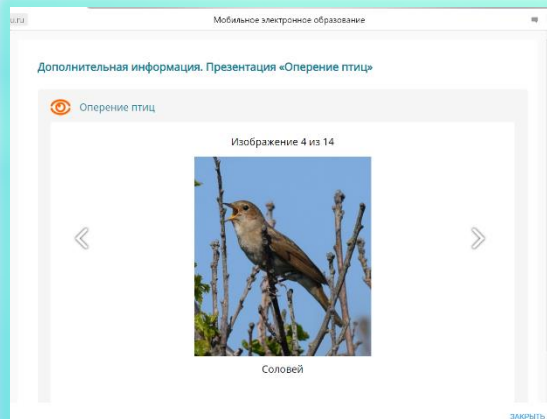 u.ru
Мобильное электронное образование
Дополнительная информация. Презентация «Оперение птиц»
Оперение птиц
Изображение 4 из 14
Соловей
ЗАКРЫТЬ